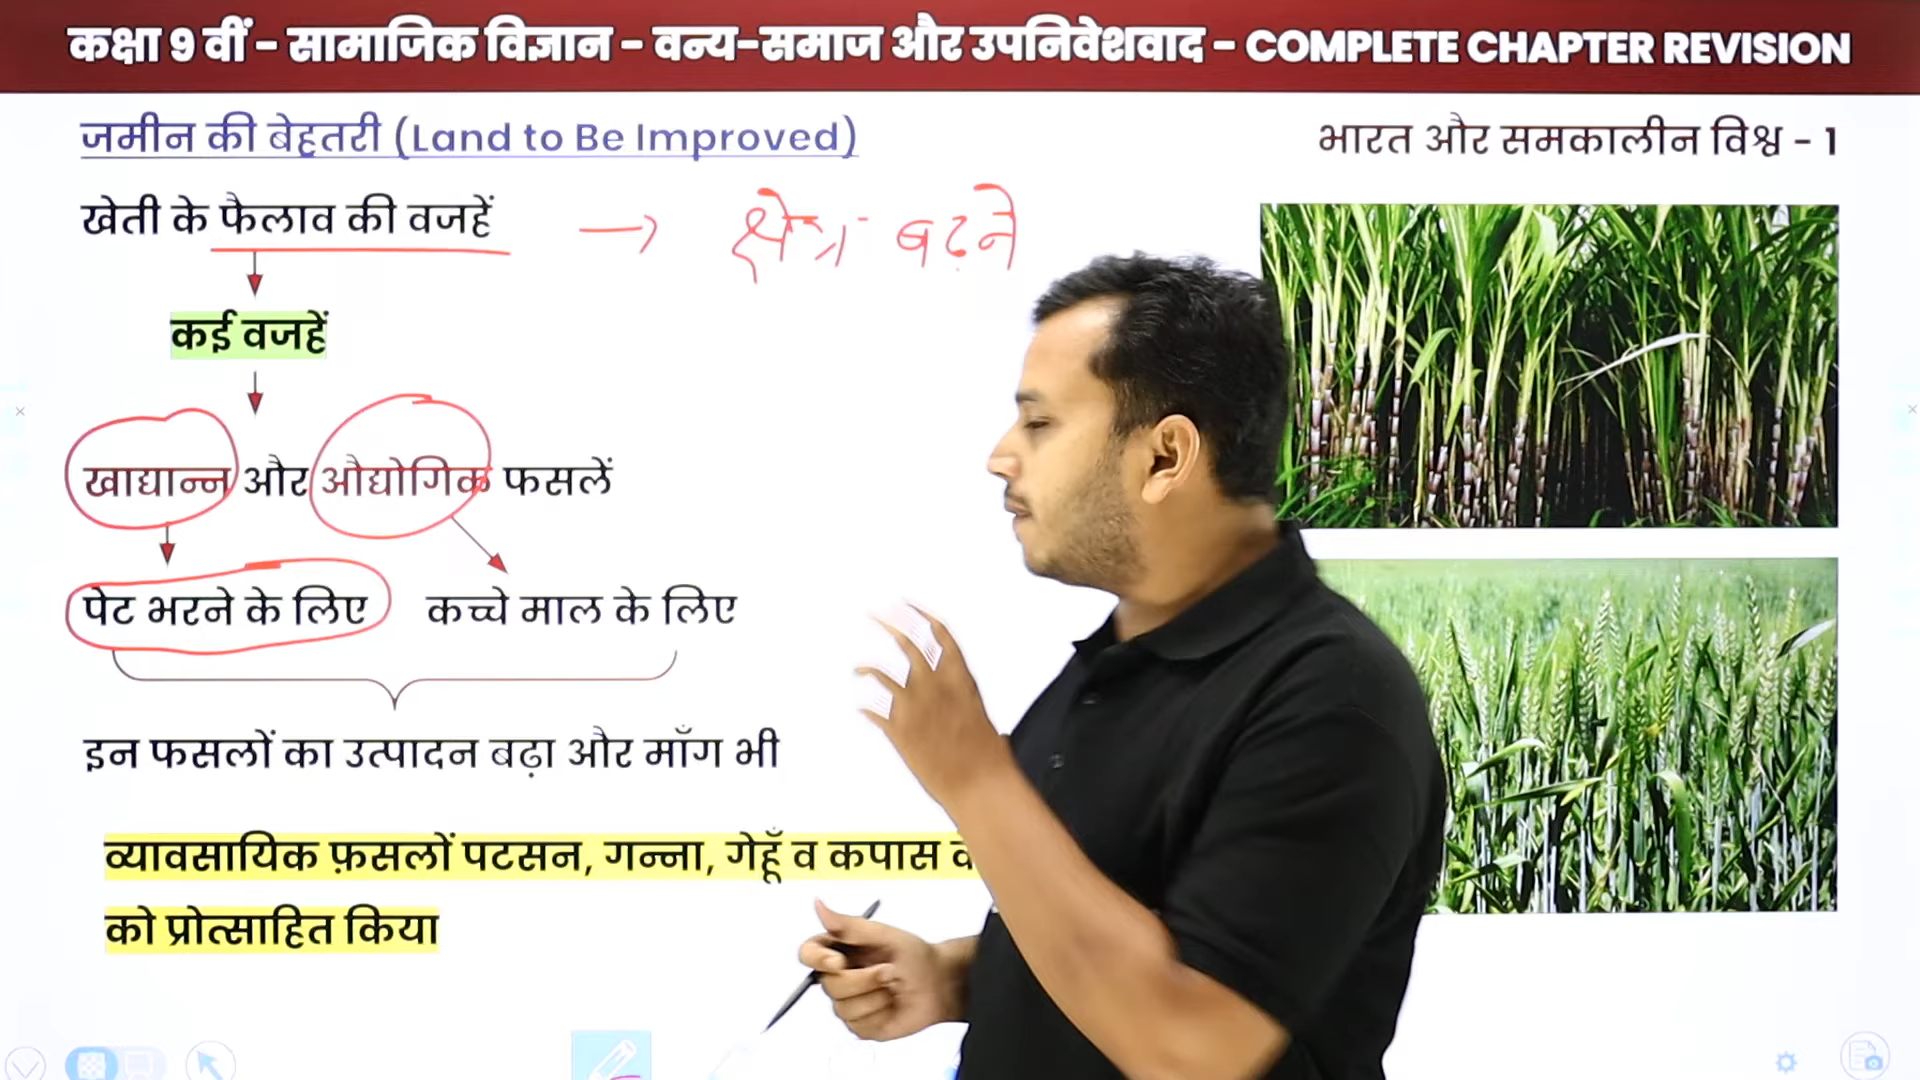 कक्षा 9 वीं - सामाजिक विज्ञान - वन्य-समाज और उपनिवेशवाद - COMPLETE CHAPTER REVISION
जमीन की बेहतरी (Land to Be Improved)
भारत और समकालीन विश्व - 1
खेती के फैलाव की वजहें → क्षेत्र बढ़ने
कई वजहें
खाद्यान्न और औद्योगिक फसलें
पेट भरने के लिए कच्चे माल के लिए
इन फसलों का उत्पादन बढ़ा और माँग भी
व्यावसायिक फ़सलों पटसन, गन्ना, गेहूँ व कपास
को प्रोत्साहित किया